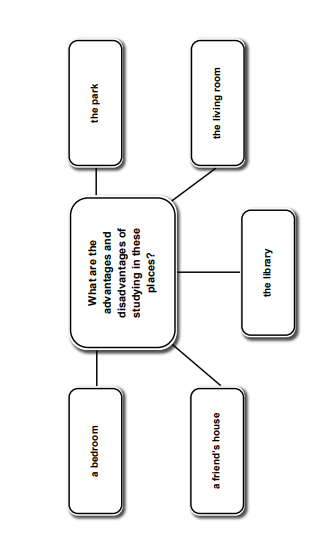 a bedroom
What are the
advantages and
disadvantages of
studying in these
places?
the park
a friend's house
the library
the living room